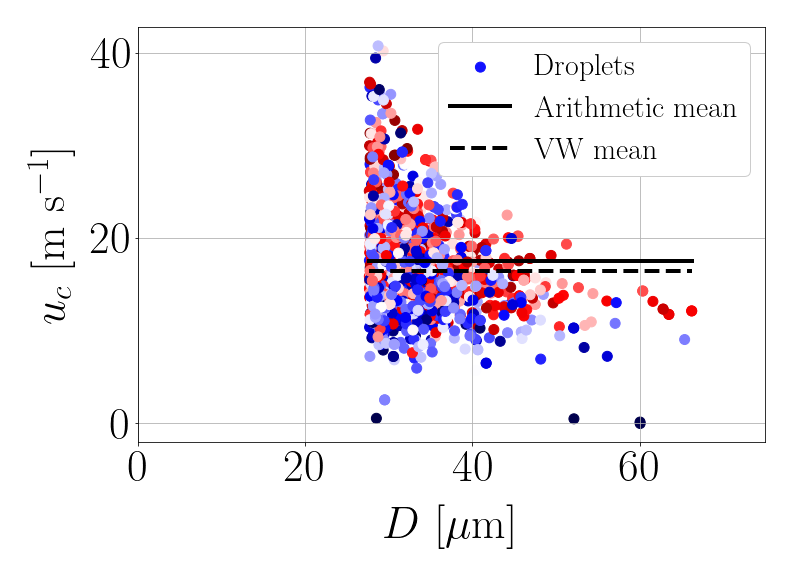 40
20
0
0
20
40
60
u_c [m s⁻¹]
D [μm]
Droplets
Arithmetic mean
VW mean